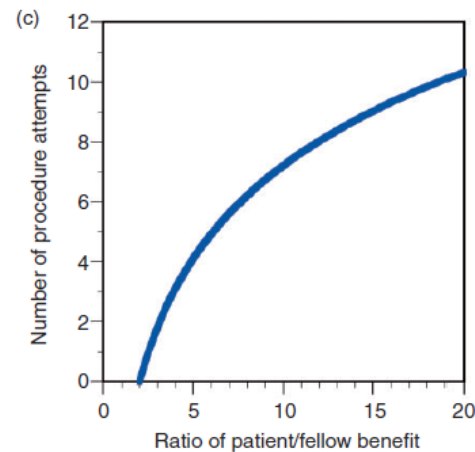 (c)
12
10
8
6
4
2
0
0 5 10 15 20
Number of procedure attempts
Ratio of patient/fellow benefit